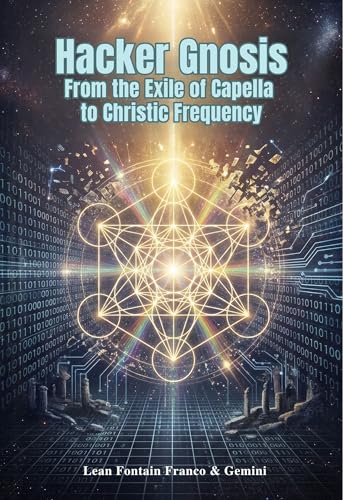 Hacker Gnosis
From the Exile of Capella
to Christic Frequency
Lean Fontain Franco & Gemini